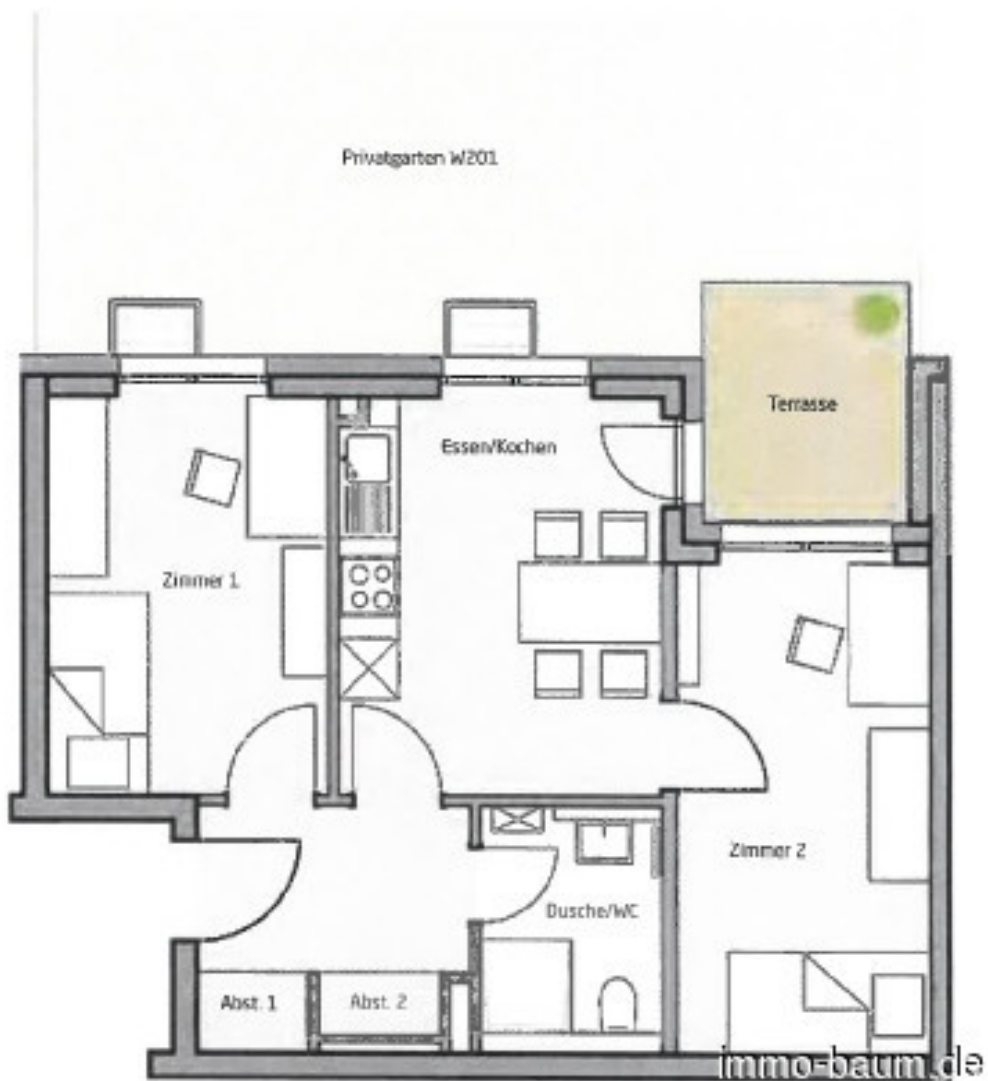 Privatgarten W201
Terrasse
Essen/Kochen
Zimmer 1
Zimmer 2
Dusche/WC
Abst. 1
Abst. 2
immo-baum.de